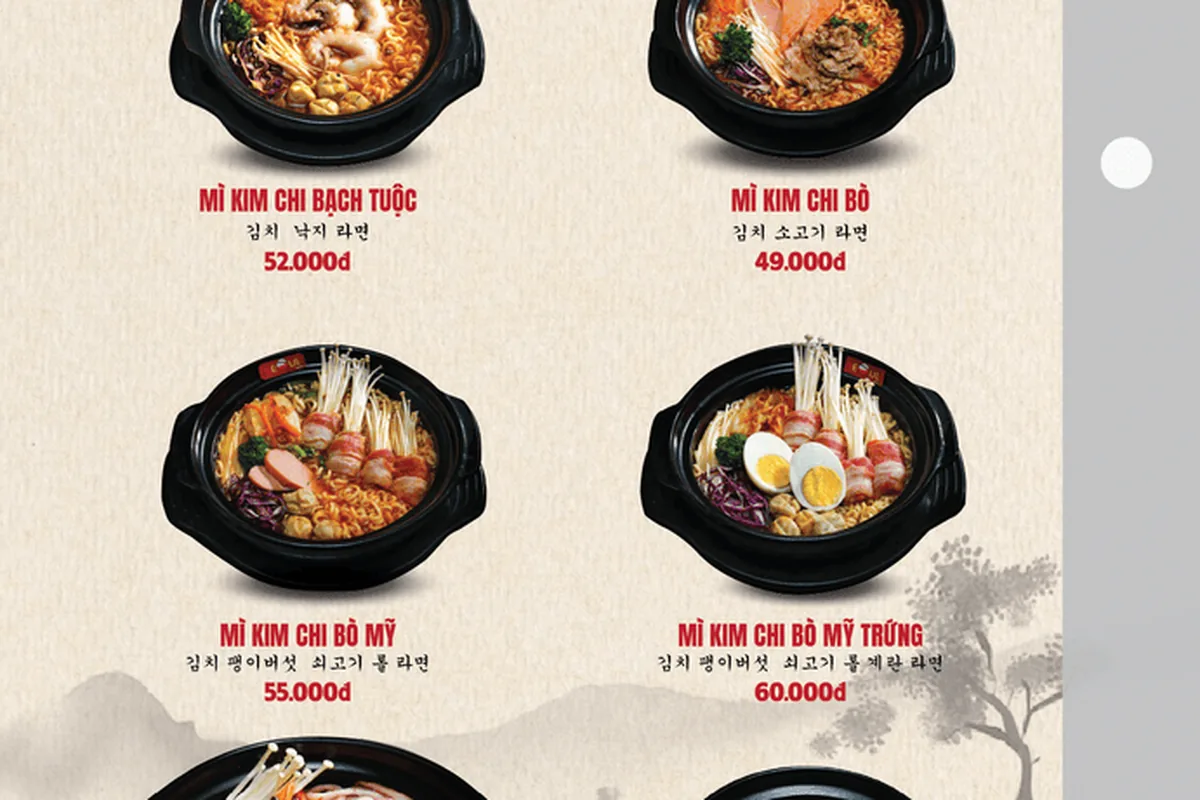 MÌ KIM CHI BẠCH TUỘC
김치 낙지 라면
52.000đ
MÌ KIM CHI BÒ
김치 소고기 라면
49.000đ
MÌ KIM CHI BÒ MỸ
김치 팽이버섯 쇠고기 롤 라면
55.000đ
MÌ KIM CHI BÒ MỸ TRỨNG
김치 팽이버섯 쇠고기 롤 계란 라면
60.000đ